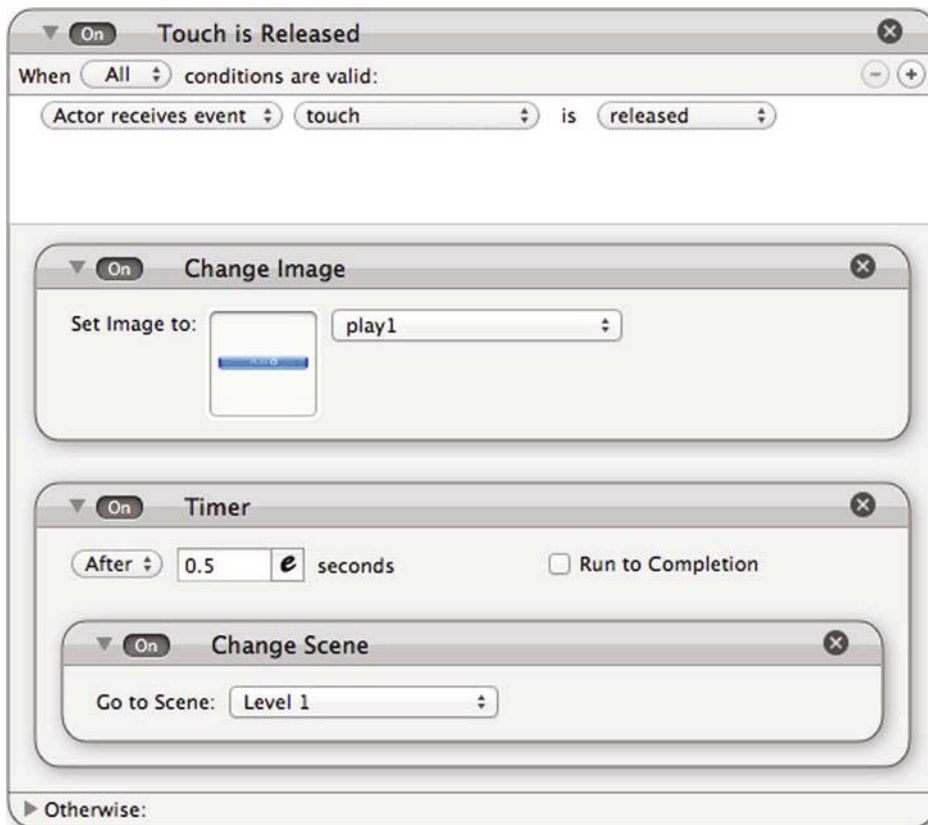 On Touch is Released
When All conditions are valid:
Actor receives event touch is released
On Change Image
Set Image to: play1
On Timer
After 0.5 e seconds Run to Completion
On Change Scene
Go to Scene: Level 1
Otherwise: